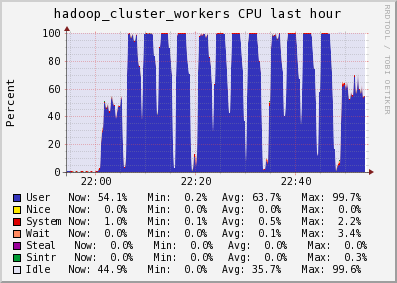 hadoop_cluster_workers CPU last hour
RRDTOOL / TOBI OETIKER
Percent
100
80
60
40
20
0
22:00 22:20 22:40
User Now: 54.1% Min: 0.2% Avg: 63.7% Max: 99.7%
Nice Now: 0.0% Min: 0.0% Avg: 0.0% Max: 0.0%
System Now: 1.0% Min: 0.1% Avg: 0.5% Max: 2.2%
Wait Now: 0.0% Min: 0.0% Avg: 0.1% Max: 3.4%
Steal Now: 0.0% Min: 0.0% Avg: 0.0% Max: 0.0%
Sintr Now: 0.0% Min: 0.0% Avg: 0.0% Max: 0.3%
Idle Now: 44.9% Min: 0.0% Avg: 35.7% Max: 99.6%